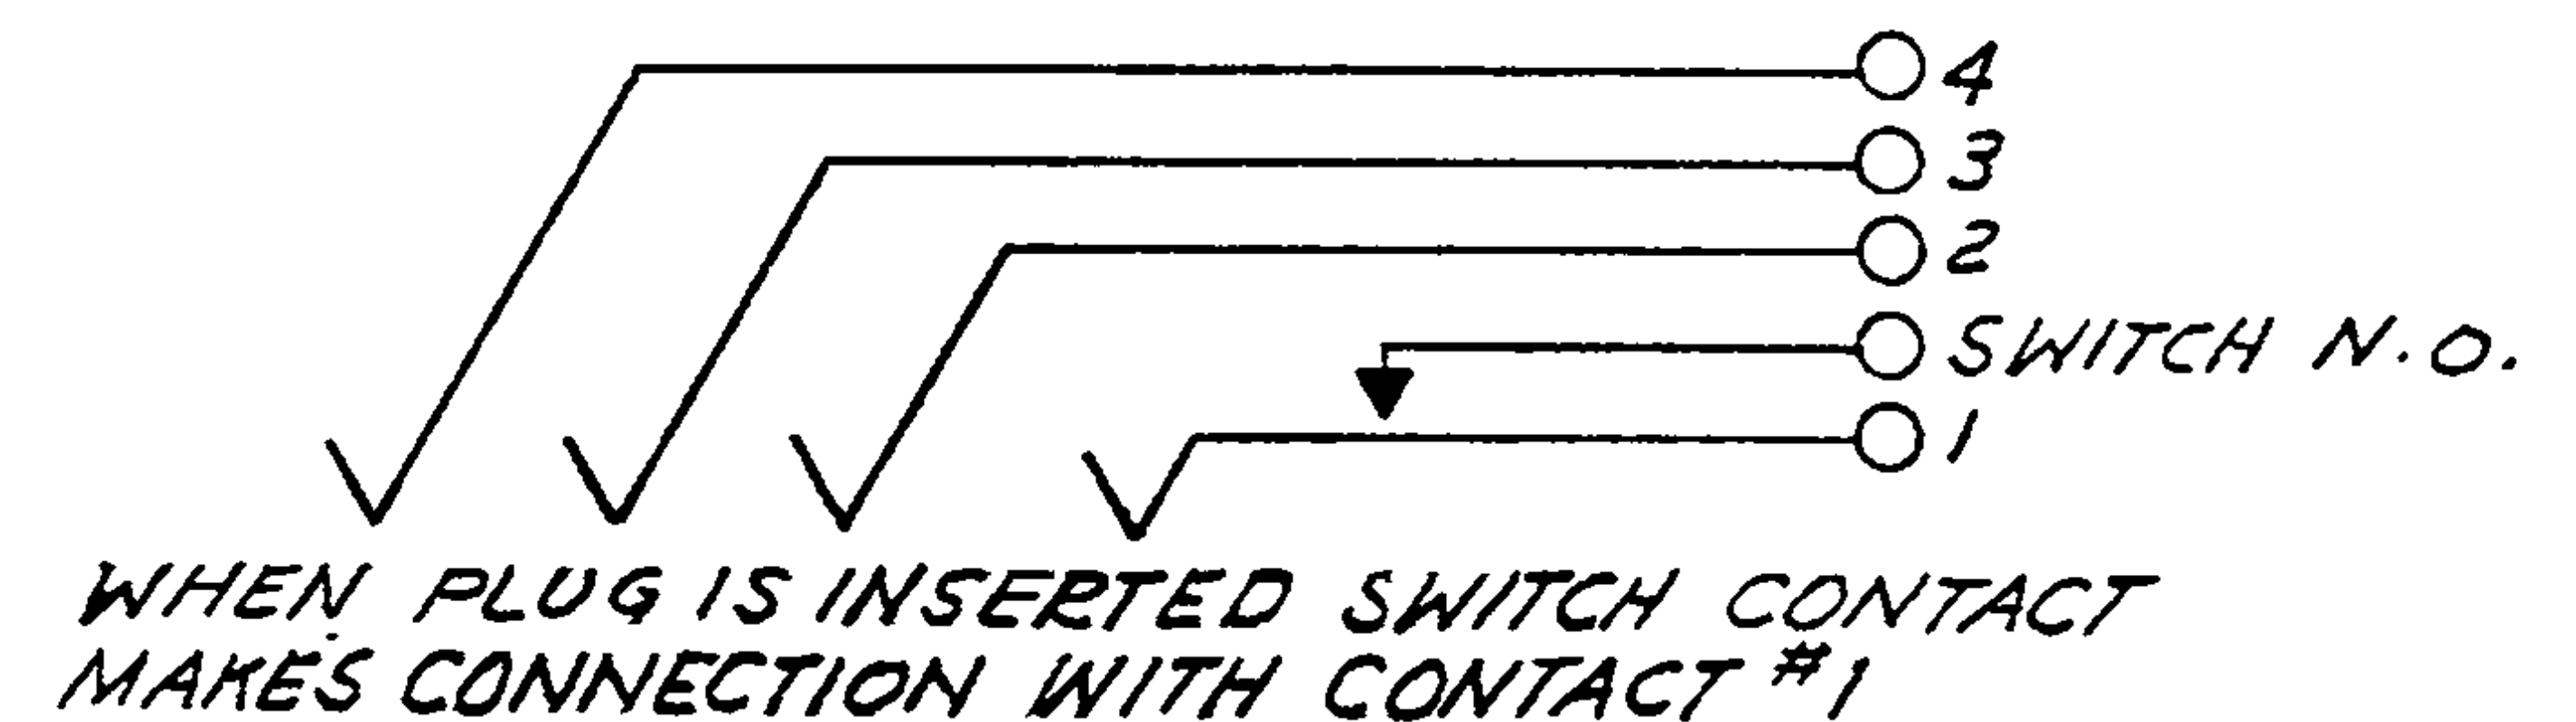 4
3
2
SWITCH N.O.
1
WHEN PLUG IS INSERTED SWITCH CONTACT
MAKES CONNECTION WITH CONTACT #1